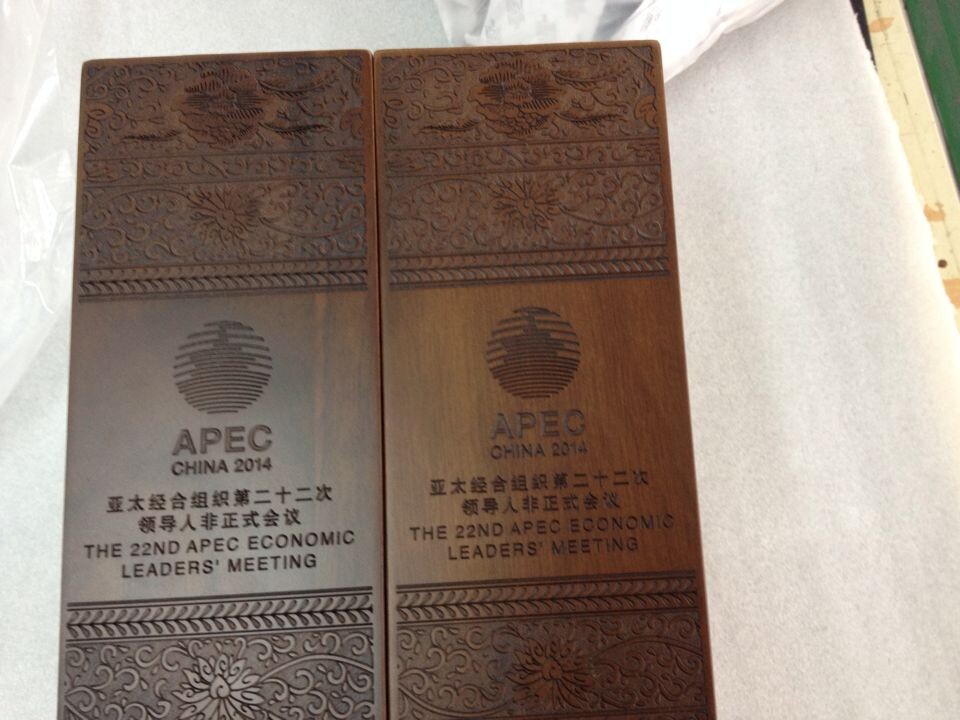 APEC
CHINA 2014
亚太经合组织第二十二次
领导人非正式会议
THE 22ND APEC ECONOMIC
LEADERS' MEETING
APEC
CHINA 2014
亚太经合组织第二十二次
领导人非正式会议
THE 22ND APEC ECONOMIC
LEADERS' MEETING